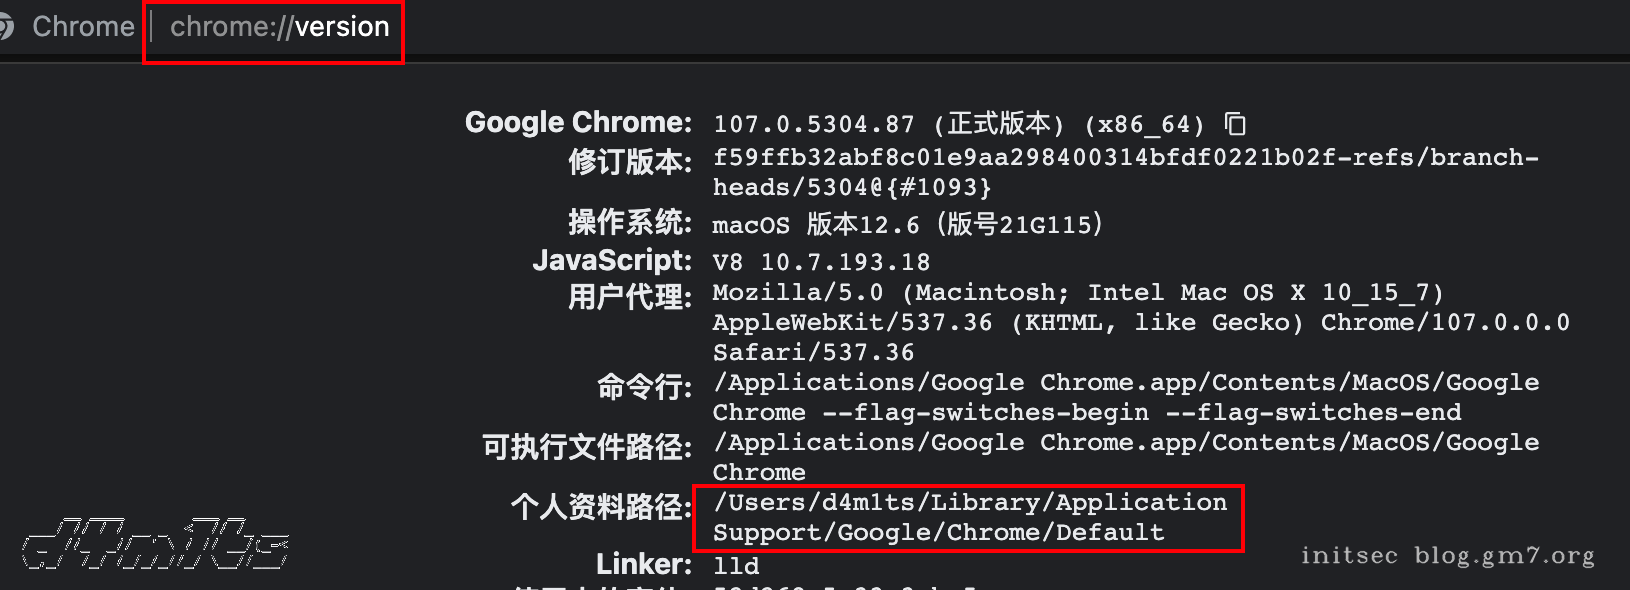 Chrome | chrome://version
Google Chrome: 107.0.5304.87 (正式版本) (x86_64)
修订版本: f59ffb32abf8c01e9aa298400314bfdf0221b02f-refs/branch-
heads/5304@{#1093}
操作系统: macOS 版本12.6（版号21G115）
JavaScript: V8 10.7.193.18
用户代理: Mozilla/5.0 (Macintosh; Intel Mac OS X 10_15_7)
AppleWebKit/537.36 (KHTML, like Gecko) Chrome/107.0.0.0
Safari/537.36
命令行: /Applications/Google Chrome.app/Contents/MacOS/Google
Chrome --flag-switches-begin --flag-switches-end
可执行文件路径: /Applications/Google Chrome.app/Contents/MacOS/Google
Chrome
个人资料路径: /Users/d4m1ts/Library/Application
Support/Google/Chrome/Default
d4m1ts
initsec blog.gm7.org
Linker: lld